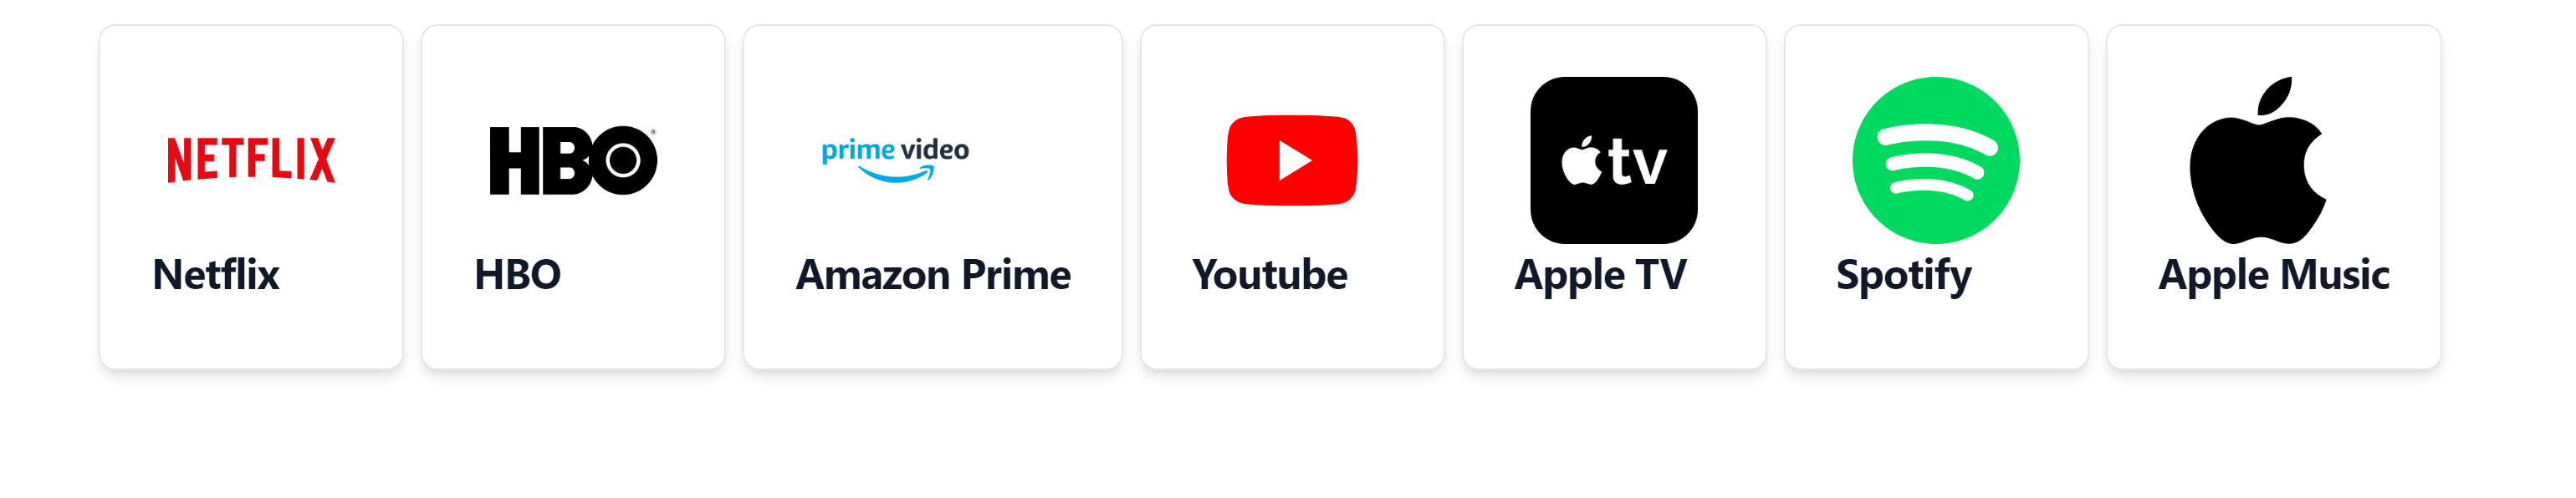 NETFLIX
Netflix
HBO
HBO
prime video
Amazon Prime
Youtube
tv
Apple TV
Spotify
Apple Music